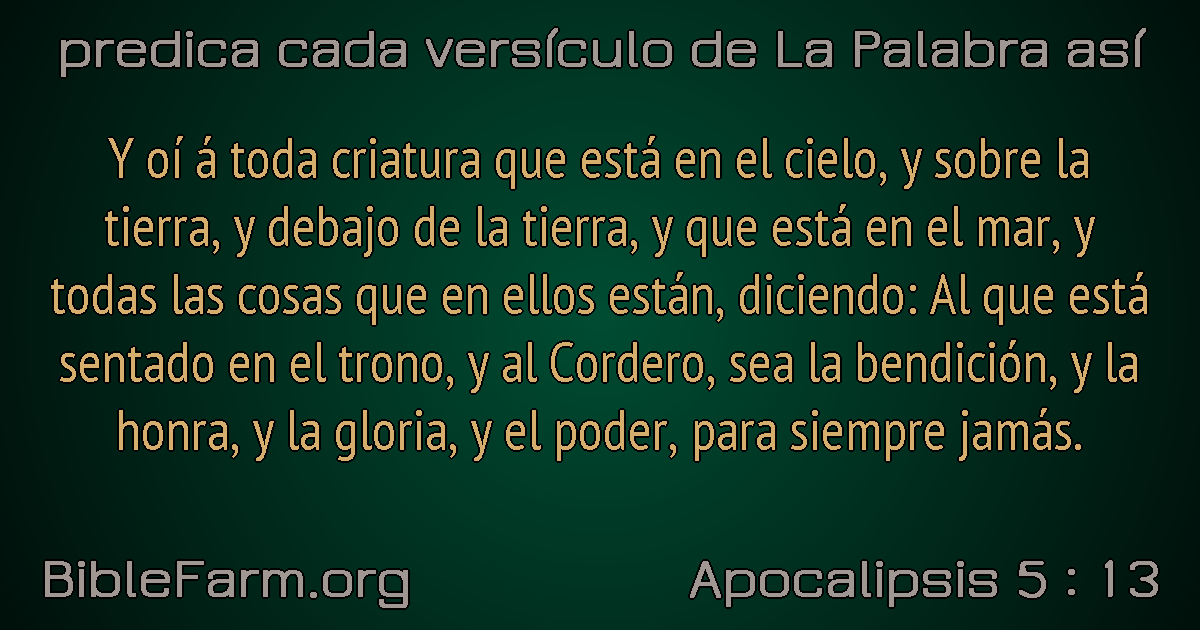 predica cada versículo de La Palabra así
Y oí á toda criatura que está en el cielo, y sobre la
tierra, y debajo de la tierra, y que está en el mar, y
todas las cosas que en ellos están, diciendo: Al que está
sentado en el trono, y al Cordero, sea la bendición, y la
honra, y la gloria, y el poder, para siempre jamás.
BibleFarm.org
Apocalipsis 5 : 13